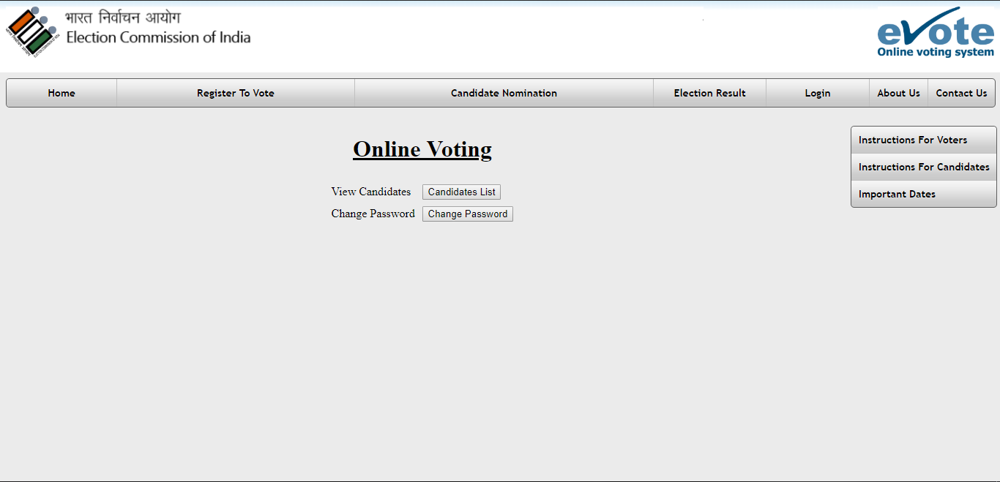 भारत निर्वाचन आयोग
Election Commission of India
evote
Online voting system
Home Register To Vote Candidate Nomination Election Result Login About Us Contact Us
Instructions For Voters
Instructions For Candidates
Important Dates
Online Voting
View Candidates Candidates List
Change Password Change Password